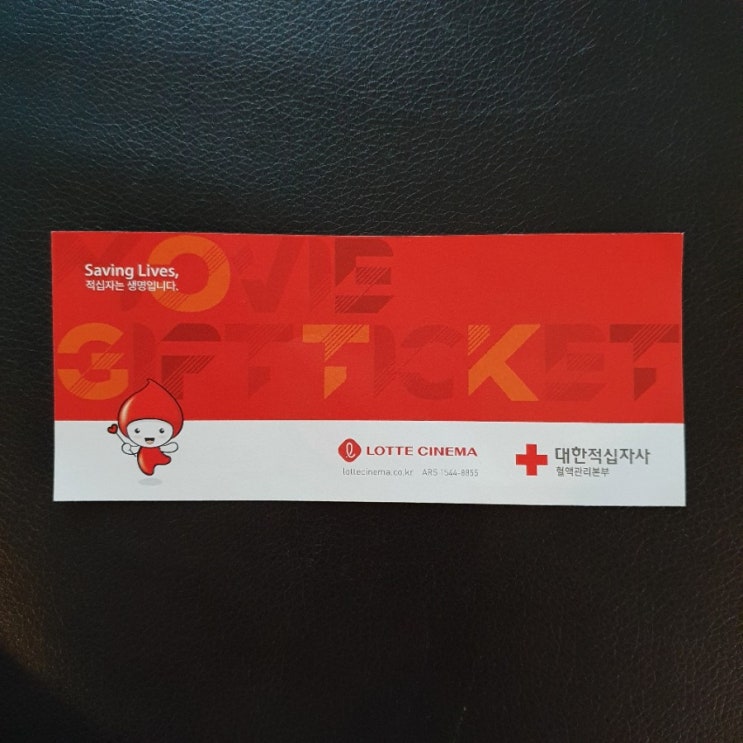 MOVIE
Saving Lives,
적십자는 생명입니다.
GIFT TICKET
LOTTE CINEMA
lottecinema.co.kr ARS 1544-8855
대한적십자사
혈액관리본부